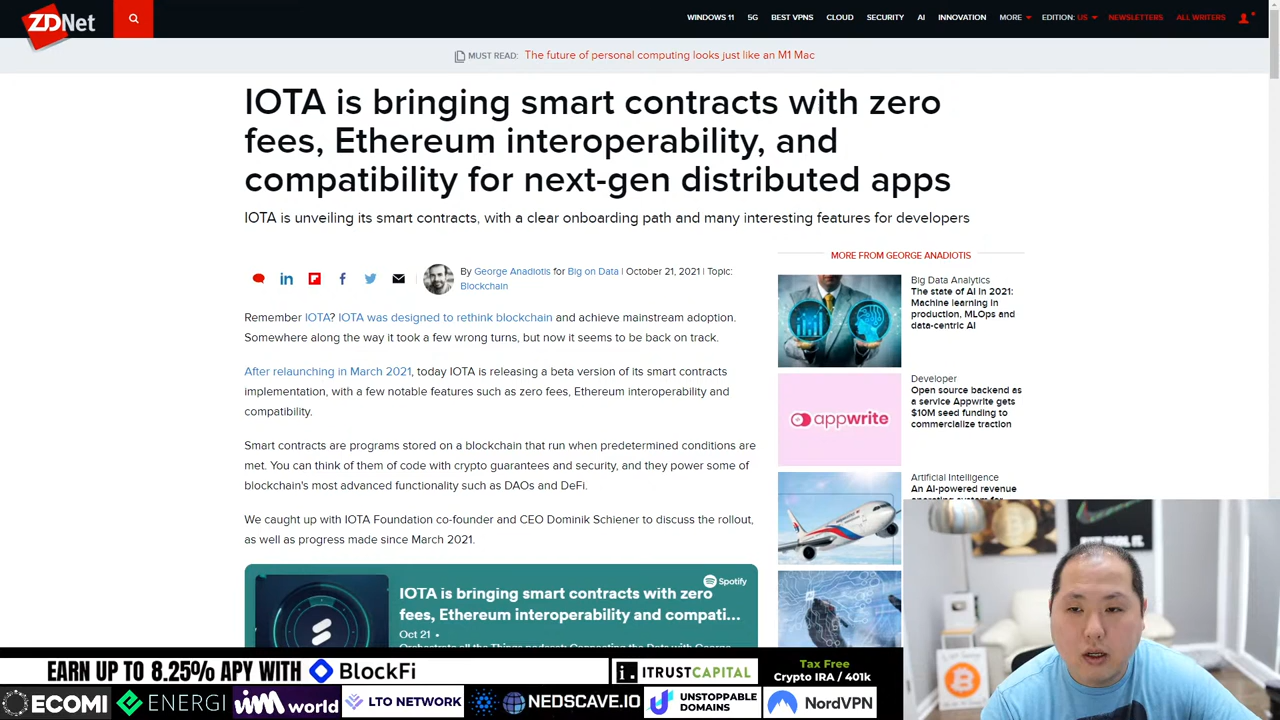 ZDNet
WINDOWS 11 5G BEST VPNS CLOUD SECURITY AI INNOVATION MORE EDITION: US NEWSLETTERS ALL WRITERS
MUST READ: The future of personal computing looks just like an M1 Mac
IOTA is bringing smart contracts with zero
fees, Ethereum interoperability, and
compatibility for next-gen distributed apps
IOTA is unveiling its smart contracts, with a clear onboarding path and many interesting features for developers
By George Anadiotis for Big on Data | October 21, 2021 | Topic:
Blockchain
Remember IOTA? IOTA was designed to rethink blockchain and achieve mainstream adoption.
Somewhere along the way it took a few wrong turns, but now it seems to be back on track.
After relaunching in March 2021, today IOTA is releasing a beta version of its smart contracts
implementation, with a few notable features such as zero fees, Ethereum interoperability and
compatibility.
Smart contracts are programs stored on a blockchain that run when predetermined conditions are
met. You can think of them of code with crypto guarantees and security, and they power some of
blockchain's most advanced functionality such as DAOs and DeFi.
We caught up with IOTA Foundation co-founder and CEO Dominik Schiener to discuss the rollout,
as well as progress made since March 2021.
Spotify
IOTA is bringing smart contracts with zero
fees, Ethereum interoperability and compati...
Oct 21 •
MORE FROM GEORGE ANADIOTIS
Big Data Analytics
The state of AI in 2021:
Machine learning in
production, MLOps and
data-centric AI
appwrite
Developer
Open source backend as
a service Appwrite gets
$10M seed funding to
commercialize traction
Artificial Intelligence
An AI-powered revenue
EARN UP TO 8.25% APY WITH BlockFi
ITRUSTCAPITAL
Tax Free
Crypto IRA / 401k
ECOMI
ENERGI
world
LTO NETWORK
NEDSCAVE.IO
UNSTOPPABLE
DOMAINS
NordVPN